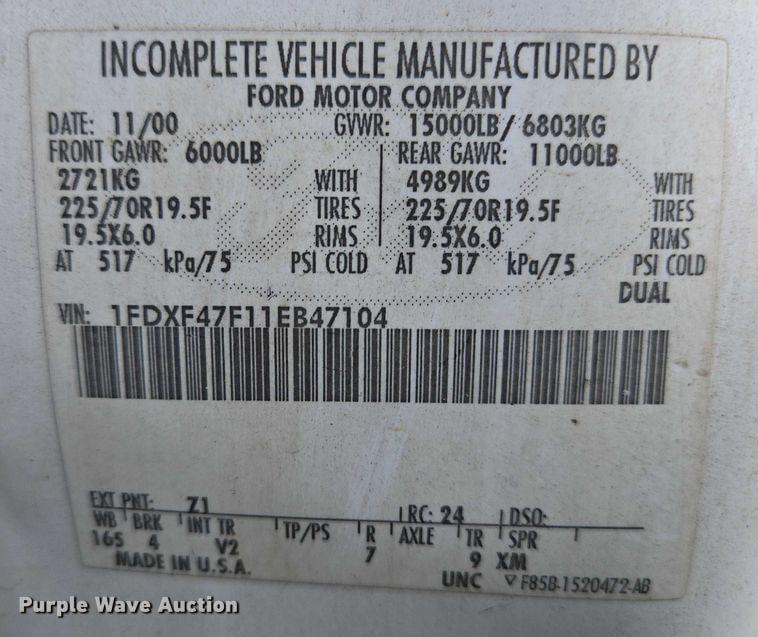 INCOMPLETE VEHICLE MANUFACTURED BY
FORD MOTOR COMPANY
DATE: 11/00 GVWR: 15000LB/ 6803KG
FRONT GAWR: 6000LB REAR GAWR: 11000LB
2721KG WITH 4989KG WITH
225/70R19.5F TIRES 225/70R19.5F TIRES
19.5X6.0 RIMS 19.5X6.0 RIMS
AT 517 kPa/75 PSI COLD AT 517 kPa/75 PSI COLD
DUAL
VIN: 1FDXF47F11EB47104
EXT PNT: Z1 RC: 24 DSO:
WB BRK INT TR TP/PS R AXLE TR SPR
165 4 V2 7 9 XM
MADE IN U.S.A.
UNC F85B-1520472-AB
Purple Wave Auction